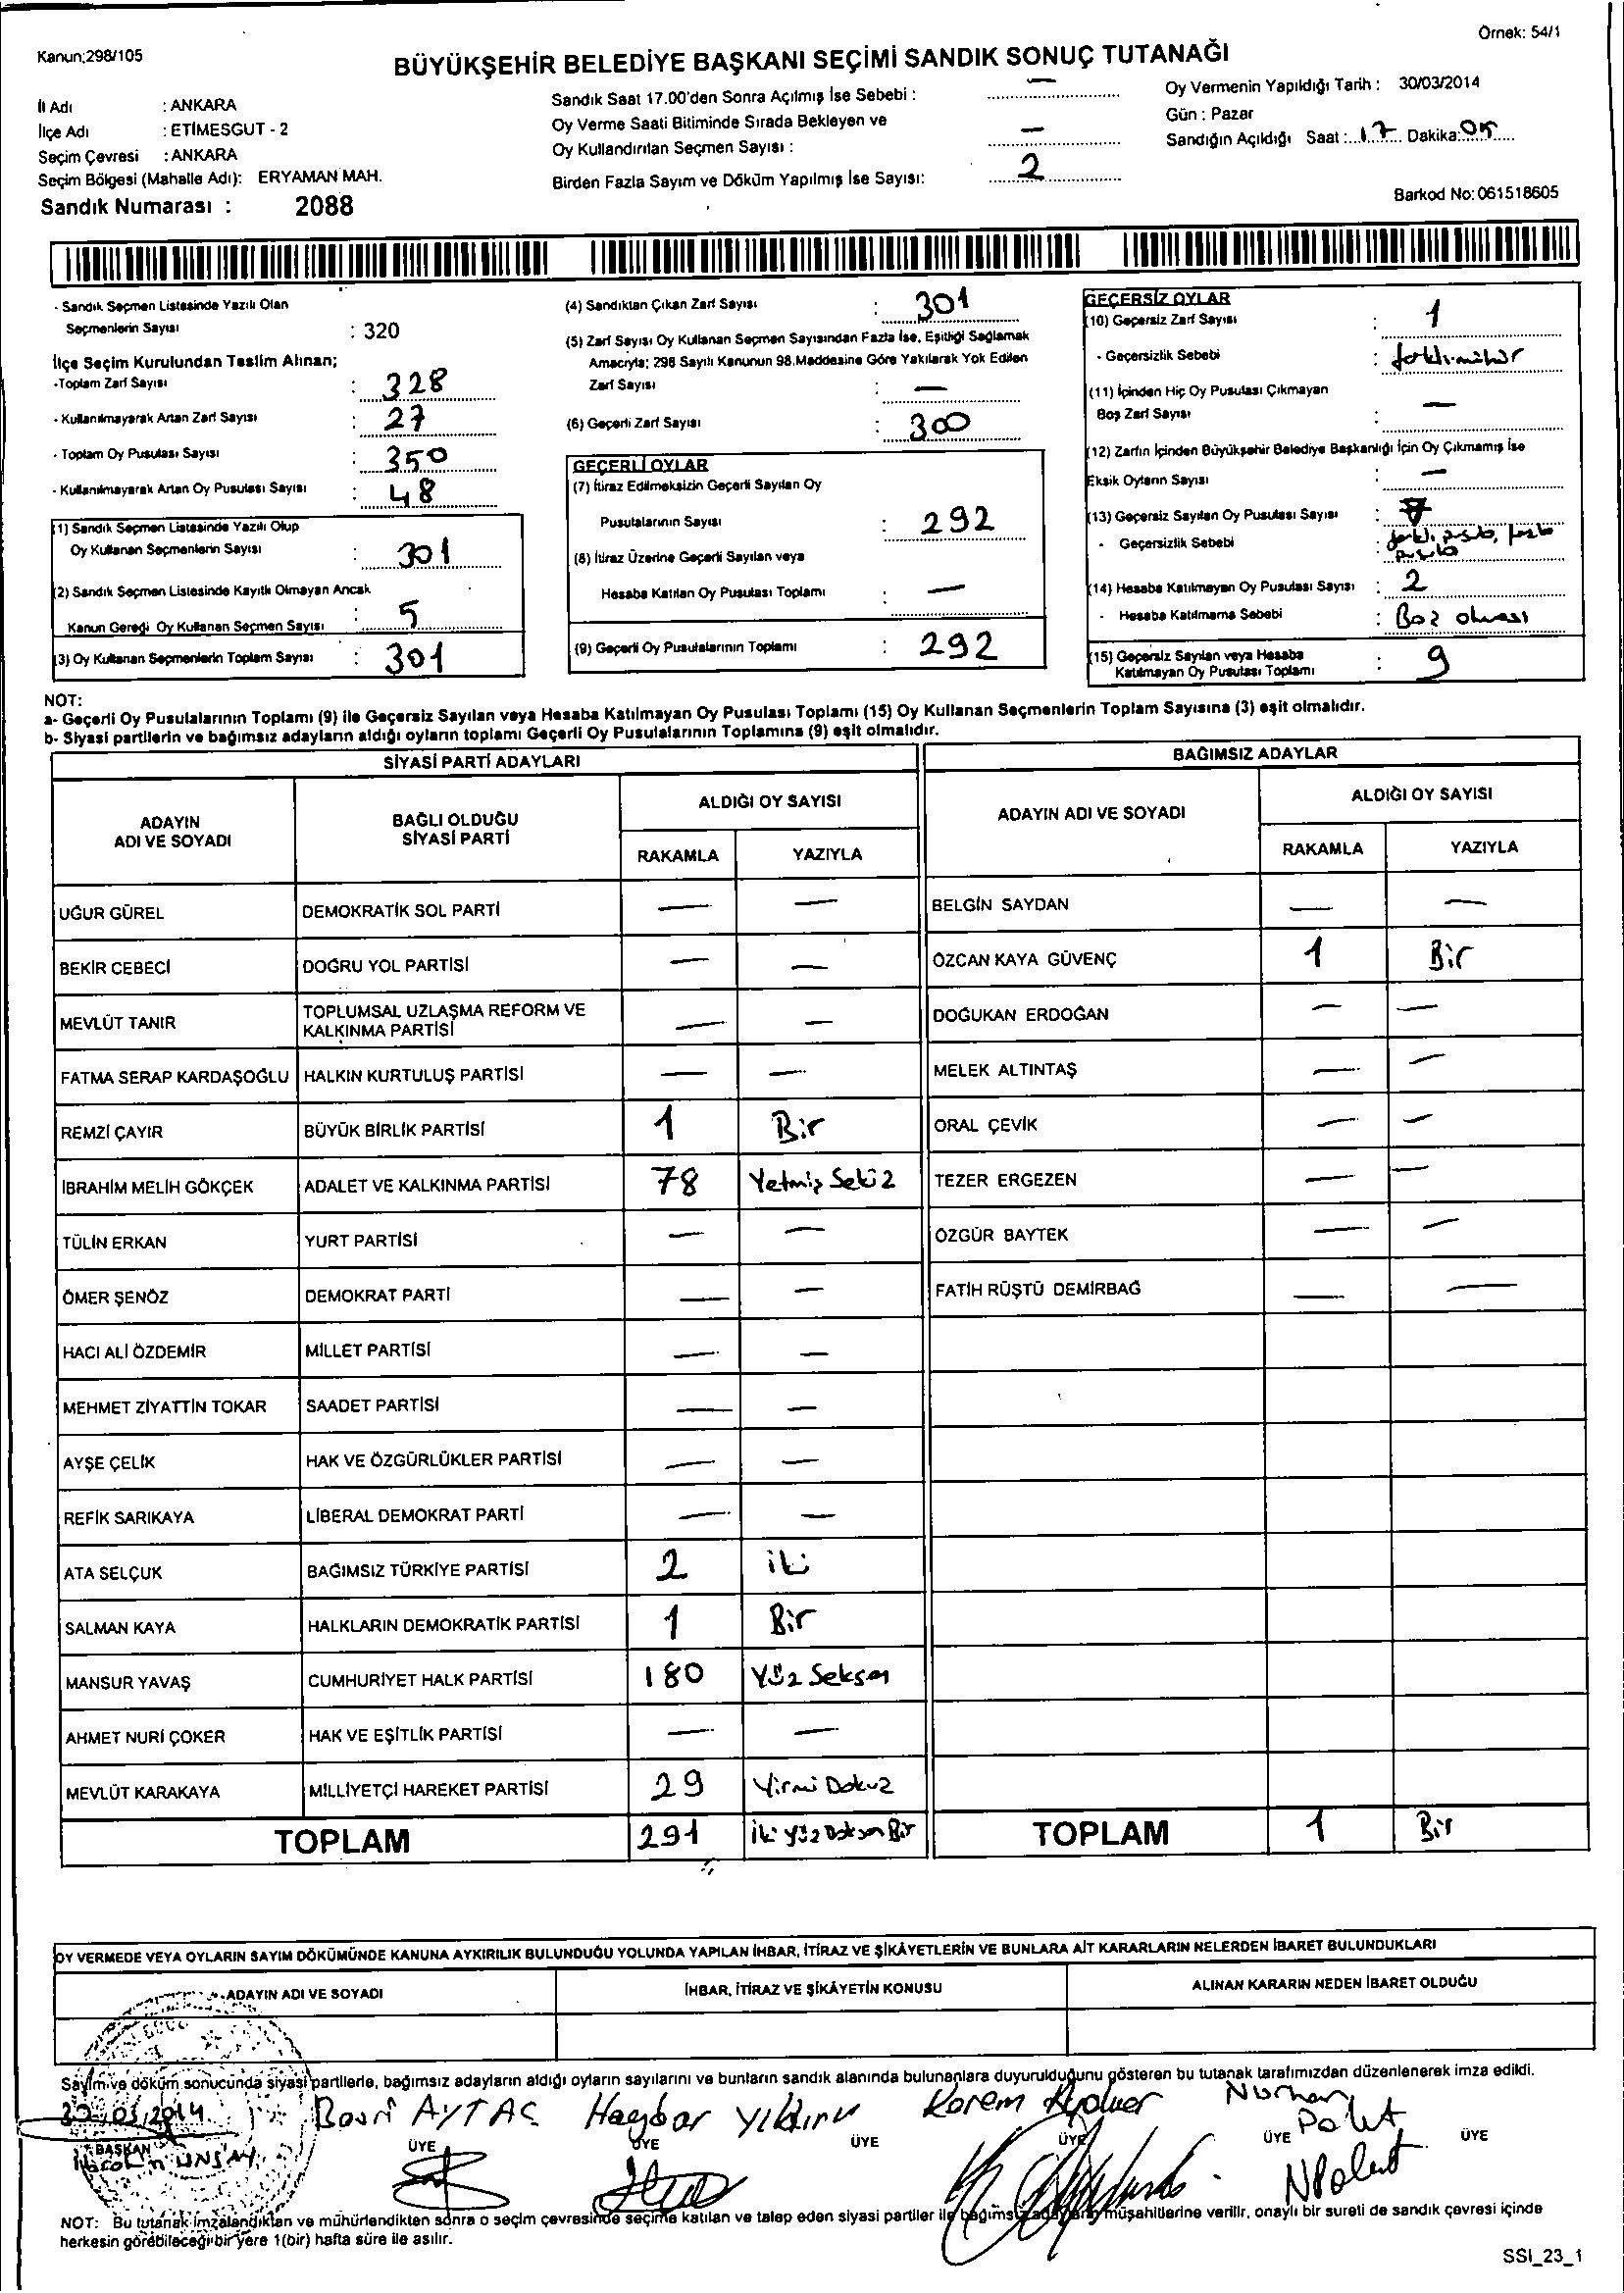 Örnek: 54/1
Kanun:298/105
BÜYÜKŞEHİR BELEDİYE BAŞKANI SEÇİMİ SANDIK SONUÇ TUTANAĞI
İl Adı : ANKARA
İlçe Adı : ETİMESGUT - 2
Seçim Çevresi : ANKARA
Seçim Bölgesi (Mahalle Adı): ERYAMAN MAH.
Sandık Numarası : 2088
Sandık Saat 17.00'den Sonra Açılmış İse Sebebi : —
Oy Verme Saati Bitiminde Sırada Bekleyen ve
Oy Kullandırılan Seçmen Sayısı : —
Birden Fazla Sayım ve Döküm Yapılmış İse Sayısı: 2
Oy Vermenin Yapıldığı Tarih : 30/03/2014
Gün : Pazar
Sandığın Açıldığı Saat : 17 Dakika: 05
Barkod No: 061518605
- Sandık Seçmen Listesinde Yazılı Olan
Seçmenlerin Sayısı : 320
İlçe Seçim Kurulundan Teslim Alınan;
-Toplam Zarf Sayısı : 328
- Kullanılmayarak Artan Zarf Sayısı : 27
- Toplam Oy Pusulası Sayısı : 350
- Kullanılmayarak Artan Oy Pusulası Sayısı : 48
(1) Sandık Seçmen Listesinde Yazılı Olup
Oy Kullanan Seçmenlerin Sayısı : 301
(2) Sandık Seçmen Listesinde Kayıtlı Olmayan Ancak
Kanun Gereği Oy Kullanan Seçmen Sayısı : 5
(3) Oy Kullanan Seçmenlerin Toplam Sayısı : 301
(4) Sandıktan Çıkan Zarf Sayısı : 301
(5) Zarf Sayısı Oy Kullanan Seçmen Sayısından Fazla İse, Eşitliği Sağlamak
Amacıyla; 298 Sayılı Kanunun 98.Maddesine Göre Yakılarak Yok Edilen
Zarf Sayısı : —
(6) Geçerli Zarf Sayısı : 300
GEÇERLİ OYLAR
(7) İtiraz Edilmeksizin Geçerli Sayılan Oy
Pusulalarının Sayısı : 292
(8) İtiraz Üzerine Geçerli Sayılan veya
Hesaba Katılan Oy Pusulası Toplamı : —
(9) Geçerli Oy Pusulalarının Toplamı : 292
GEÇERSİZ OYLAR
(10) Geçersiz Zarf Sayısı : 1
- Geçersizlik Sebebi : farklı mühür
(11) İçinden Hiç Oy Pusulası Çıkmayan
Boş Zarf Sayısı : —
(12) Zarfın İçinden Büyükşehir Belediye Başkanlığı İçin Oy Çıkmamış İse
Eksik Oyların Sayısı : —
(13) Geçersiz Sayılan Oy Pusulası Sayısı : 7
- Geçersizlik Sebebi : farklı pusula, fazla
pusula
(14) Hesaba Katılmayan Oy Pusulası Sayısı : 2
- Hesaba Katılmama Sebebi : Boş olması
(15) Geçersiz Sayılan veya Hesaba
Katılmayan Oy Pusulası Toplamı : 9
NOT:
a- Geçerli Oy Pusulalarının Toplamı (9) ile Geçersiz Sayılan veya Hesaba Katılmayan Oy Pusulası Toplamı (15) Oy Kullanan Seçmenlerin Toplam Sayısına (3) eşit olmalıdır.
b- Siyasi partilerin ve bağımsız adayların aldığı oyların toplamı Geçerli Oy Pusulalarının Toplamına (9) eşit olmalıdır.
SİYASİ PARTİ ADAYLARI
ADAYIN ADI VE SOYADI BAĞLI OLDUĞU SİYASİ PARTİ ALDIĞI OY SAYISI
RAKAMLA YAZIYLA
UĞUR GÜREL DEMOKRATİK SOL PARTİ — —
BEKİR CEBECİ DOĞRU YOL PARTİSİ — —
MEVLÜT TANIR TOPLUMSAL UZLAŞMA REFORM VE KALKINMA PARTİSİ — —
FATMA SERAP KARDAŞOĞLU HALKIN KURTULUŞ PARTİSİ — —
REMZİ ÇAYIR BÜYÜK BİRLİK PARTİSİ 1 Bir
İBRAHİM MELİH GÖKÇEK ADALET VE KALKINMA PARTİSİ 78 Yetmiş Sekiz
TÜLİN ERKAN YURT PARTİSİ — —
ÖMER ŞENÖZ DEMOKRAT PARTİ — —
HACI ALİ ÖZDEMİR MİLLET PARTİSİ — —
MEHMET ZİYATTİN TOKAR SAADET PARTİSİ — —
AYŞE ÇELİK HAK VE ÖZGÜRLÜKLER PARTİSİ — —
REFİK SARIKAYA LİBERAL DEMOKRAT PARTİ — —
ATA SELÇUK BAĞIMSIZ TÜRKİYE PARTİSİ 2 iki
SALMAN KAYA HALKLARIN DEMOKRATİK PARTİSİ 1 Bir
MANSUR YAVAŞ CUMHURİYET HALK PARTİSİ 180 Yüz Seksen
AHMET NURİ ÇOKER HAK VE EŞİTLİK PARTİSİ — —
MEVLÜT KARAKAYA MİLLİYETÇİ HAREKET PARTİSİ 29 Yirmi Dokuz
TOPLAM 291 iki yüz Doksan Bir
BAĞIMSIZ ADAYLAR
ADAYIN ADI VE SOYADI ALDIĞI OY SAYISI
RAKAMLA YAZIYLA
BELGİN SAYDAN — —
ÖZCAN KAYA GÜVENÇ 1 Bir
DOĞUKAN ERDOĞAN — —
MELEK ALTINTAŞ — —
ORAL ÇEVİK — —
TEZER ERGEZEN — —
ÖZGÜR BAYTEK — —
FATİH RÜŞTÜ DEMİRBAĞ — —
TOPLAM 1 Bir
OY VERMEDE VEYA OYLARIN SAYIM DÖKÜMÜNDE KANUNA AYKIRILIK BULUNDUĞU YOLUNDA YAPILAN İHBAR, İTİRAZ VE ŞİKÂYETLERİN VE BUNLARA AİT KARARLARIN NELERDEN İBARET BULUNDUKLARI
ADAYIN ADI VE SOYADI İHBAR, İTİRAZ VE ŞİKÂYETİN KONUSU ALINAN KARARIN NEDEN İBARET OLDUĞU
Sayım ve döküm sonucunda siyasi partilerle, bağımsız adayların aldığı oyların sayılarını ve bunların sandık alanında bulunanlara duyurulduğunu gösteren bu tutanak tarafımızdan düzenlenerek imza edildi.
30.03.2014 Basri AYTAÇ Haydar Yıldırım Kerem Nurhan
Polat
BAŞKAN ÜYE ÜYE ÜYE ÜYE ÜYE ÜYE
NPolat
NOT: Bu tutanak imzalandıktan ve mühürlendikten sonra o seçim çevresinde seçime katılan ve talep eden siyasi partiler ile bağımsız adayların müşahitlerine verilir, onaylı bir sureti de sandık çevresi içinde
herkesin görebileceği bir yere 1(bir) hafta süre ile asılır.
SSI_23_1